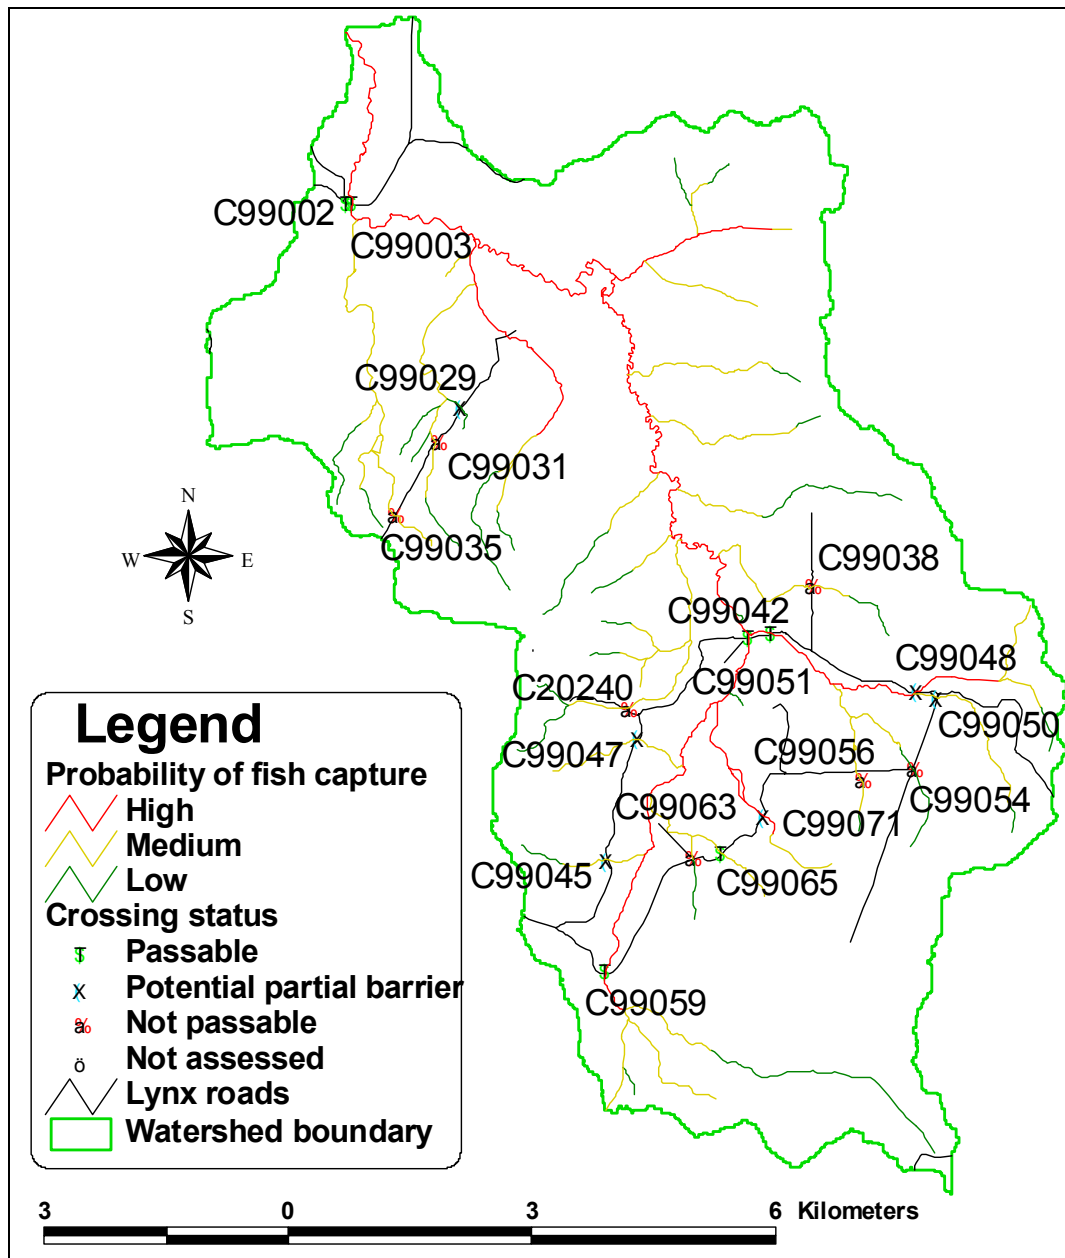 C99002
C99003
C99029
C99031
C99035
N
W E
S
C99038
C99042
C99048
C20240
C99051
C99050
C99047
C99056
C99054
C99063
C99071
C99045
C99065
C99059
Legend
Probability of fish capture
High
Medium
Low
Crossing status
Passable
Potential partial barrier
Not passable
Not assessed
Lynx roads
Watershed boundary
3 0 3 6 Kilometers